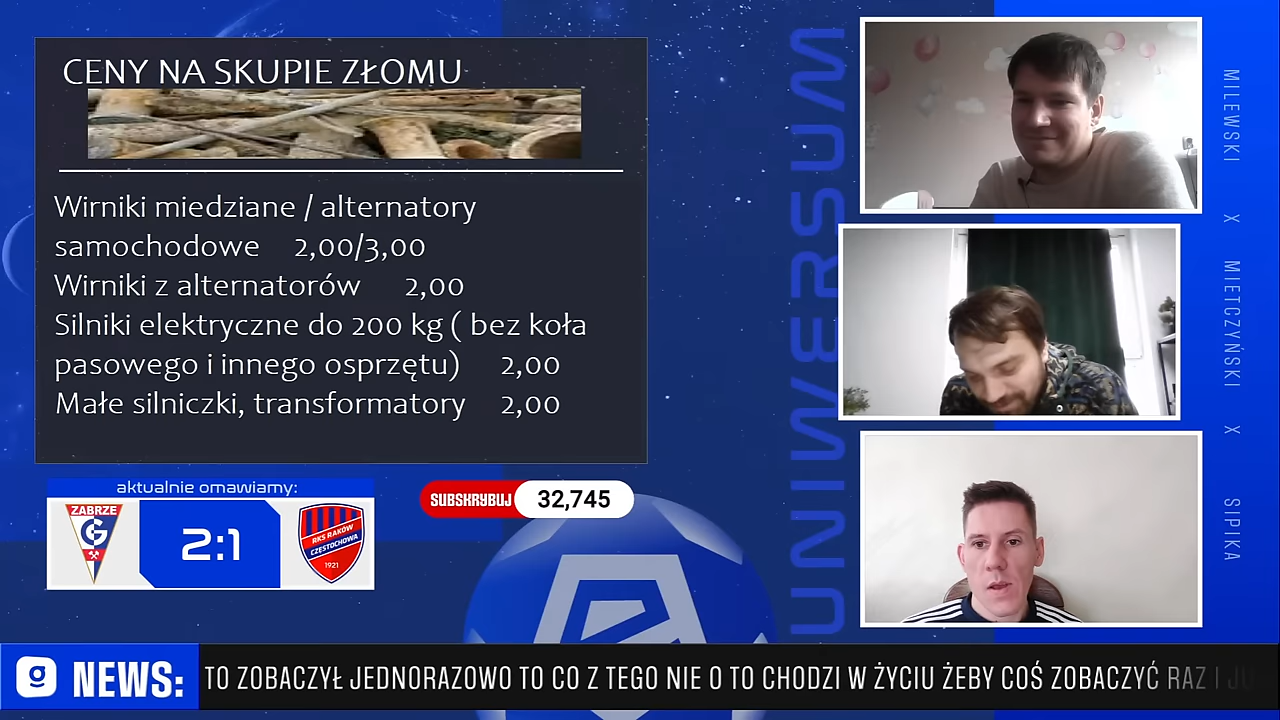 CENY NA SKUPIE ZŁOMU
Wirniki miedziane / alternatory
samochodowe 2,00/3,00
Wirniki z alternatorów 2,00
Silniki elektryczne do 200 kg ( bez koła
pasowego i innego osprzętu) 2,00
Małe silniczki, transformatory 2,00
aktualnie omawiamy:
ZABRZE
G
2:1
RKS RAKÓW
CZĘSTOCHOWA
1921
SUBSKRYBUJ 32,745
UNIWERSUM
MILEWSKI X MIETCZYŃSKI X SIPIKA
g NEWS: TO ZOBACZYŁ JEDNORAZOWO TO CO Z TEGO NIE O TO CHODZI W ŻYCIU ŻEBY COŚ ZOBACZYĆ RAZ I